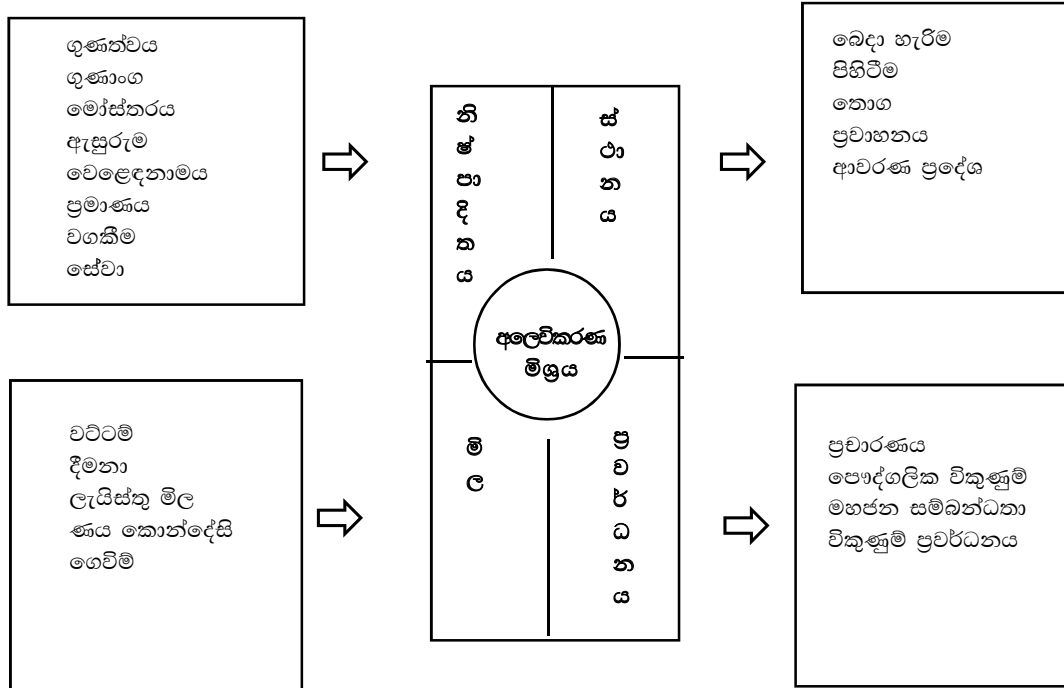 ගුණත්වය
ගුණාංග
මෝස්තරය
ඇසුරුම
වෙළෙඳනාමය
ප්‍රමාණය
වගකීම
සේවා
නි
ෂ්
පා
දි
ත
ය
ස්
ථා
න
ය
බෙදා හැරිම
පිහිටීම
තොග
ප්‍රවාහනය
ආවරණ ප්‍රදේශ
අලෙවිකරණ
මිශ්‍රය
වට්ටම්
දීමනා
ලැයිස්තු මිල
ණය කොන්දේසි
ගෙවිම්
මි
ල
ප්‍ර
ව
ර්
ධ
න
ය
ප්‍රචාරණය
පෞද්ගලික විකුණුම්
මහජන සම්බන්ධතා
විකුණුම් ප්‍රවර්ධනය